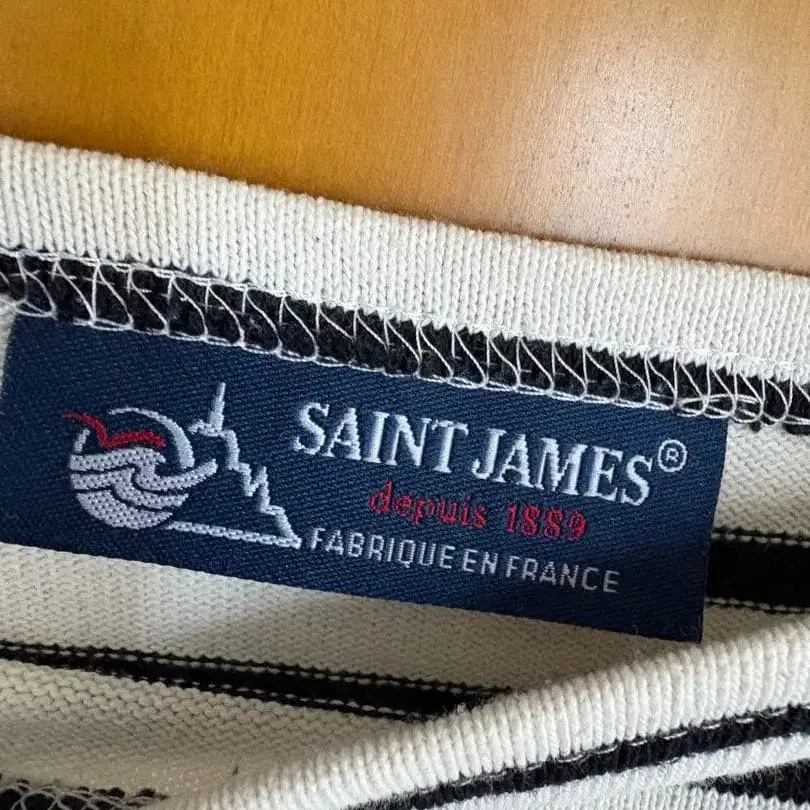 SAINT JAMES®
depuis 1889
FABRIQUE EN FRANCE